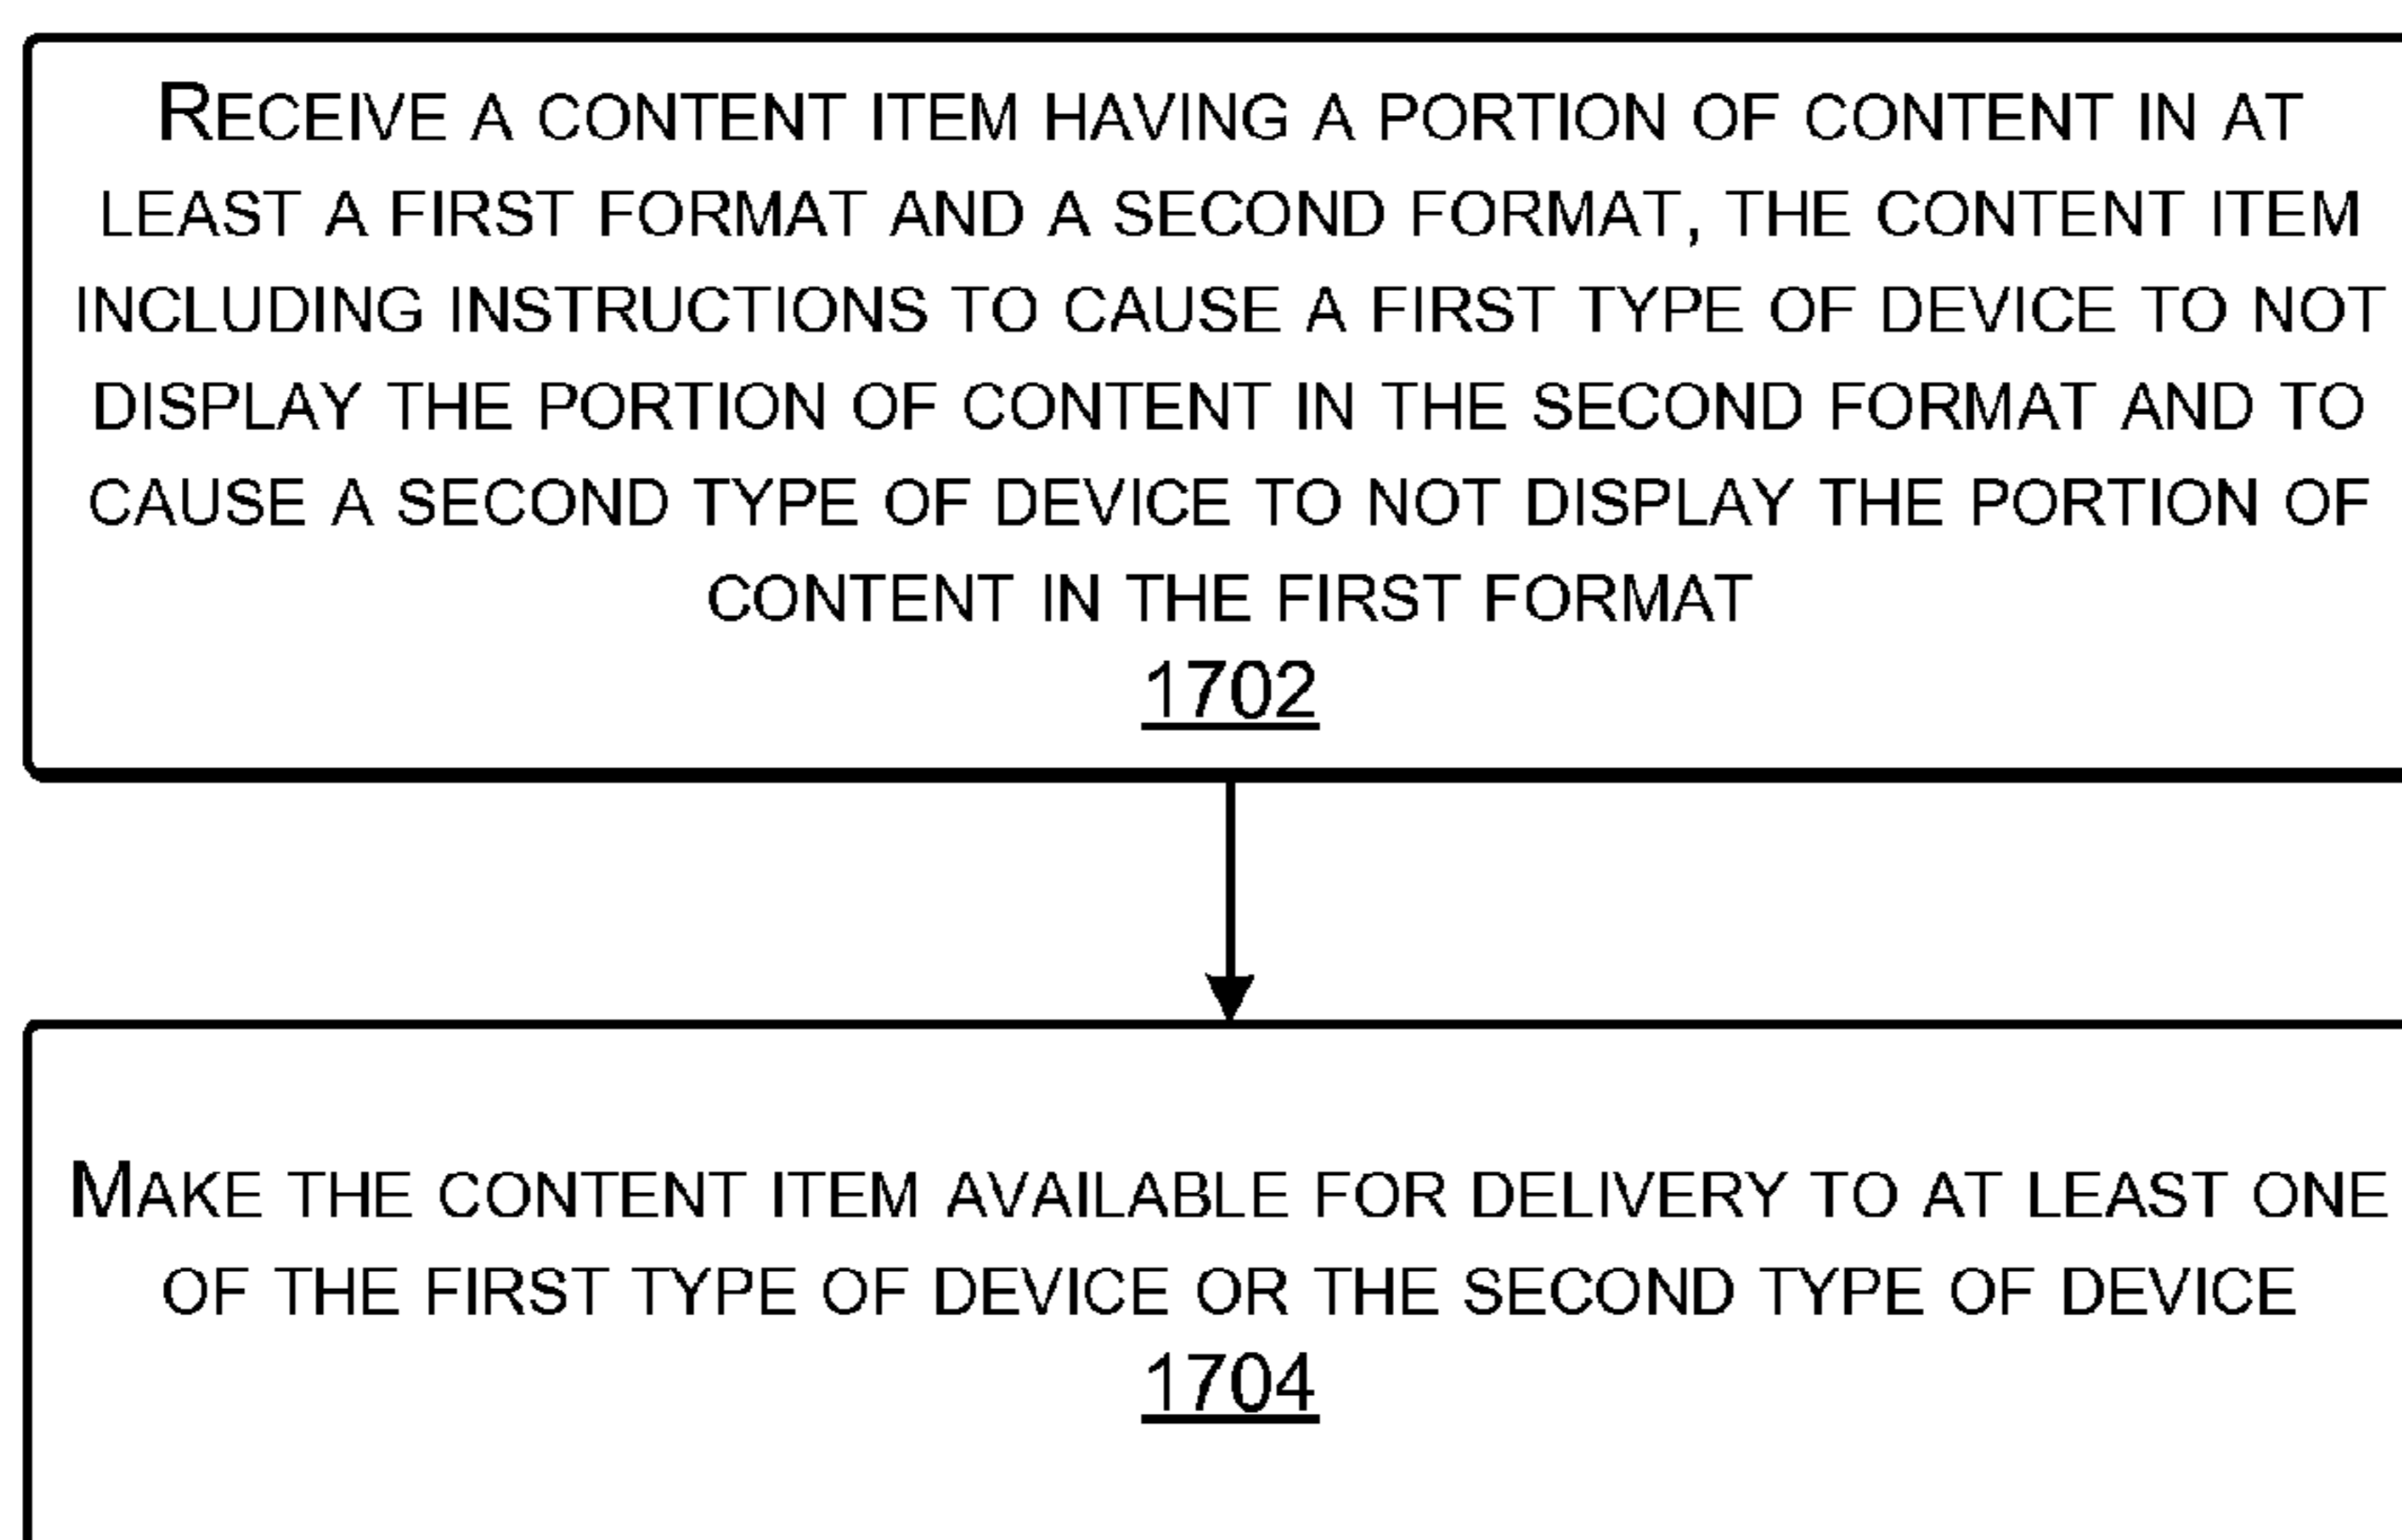 RECEIVE A CONTENT ITEM HAVING A PORTION OF CONTENT IN AT
LEAST A FIRST FORMAT AND A SECOND FORMAT, THE CONTENT ITEM
INCLUDING INSTRUCTIONS TO CAUSE A FIRST TYPE OF DEVICE TO NOT
DISPLAY THE PORTION OF CONTENT IN THE SECOND FORMAT AND TO
CAUSE A SECOND TYPE OF DEVICE TO NOT DISPLAY THE PORTION OF
CONTENT IN THE FIRST FORMAT
1702
MAKE THE CONTENT ITEM AVAILABLE FOR DELIVERY TO AT LEAST ONE
OF THE FIRST TYPE OF DEVICE OR THE SECOND TYPE OF DEVICE
1704